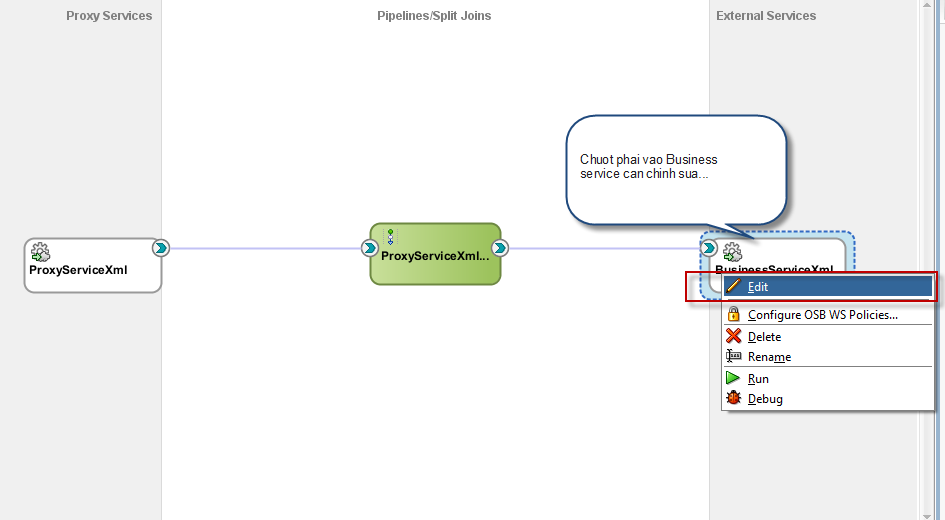 Proxy Services
Pipelines/Split Joins
External Services
Chuot phai vao Business
service can chinh sua...
ProxyServiceXml
ProxyServiceXml...
BusinessServiceXml
Edit
Configure OSB WS Policies...
Delete
Rename
Run
Debug